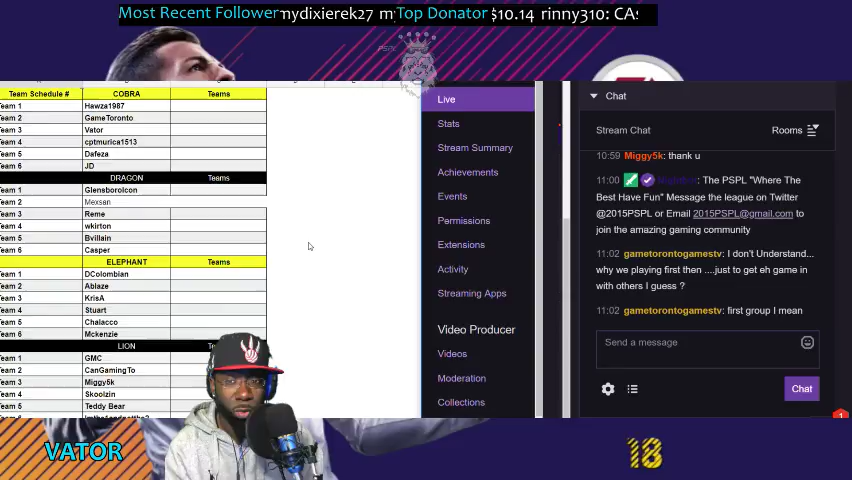 Most Recent Follower mydixierek27 my Top Donator $10.14 rinny310: CAs
PSPL
Team Schedule # COBRA Teams
Team 1 Hawza1987
Team 2 GameToronto
Team 3 Vator
Team 4 cptmurica1513
Team 5 Dafeza
Team 6 JD
DRAGON Teams
Team 1 Glensboroicon
Team 2 Mexsan
Team 3 Reme
Team 4 wkirton
Team 5 Bvillain
Team 6 Casper
ELEPHANT Teams
Team 1 DColombian
Team 2 Ablaze
Team 3 KrisA
Team 4 Stuart
Team 5 Chalacco
Team 6 Mckenzie
LION
Team 1 GMC
Team 2 CanGamingTo
Team 3 Miggy5k
Team 4 Skoolzin
Team 5 Teddy Bear
Live
Stats
Stream Summary
Achievements
Events
Permissions
Extensions
Activity
Streaming Apps
Video Producer
Videos
Moderation
Collections
Chat
Stream Chat Rooms
10:59 Miggy5k: thank u
11:00 Nightbot: The PSPL "Where The
Best Have Fun" Message the league on Twitter
@2015PSPL or Email 2015PSPL@gmail.com to
join the amazing gaming community
11:02 gametorontogamestv: I don't Understand...
why we playing first then ....just to get eh game in
with others I guess ?
11:02 gametorontogamestv: first group I mean
Send a message
Chat
1
VATOR
18